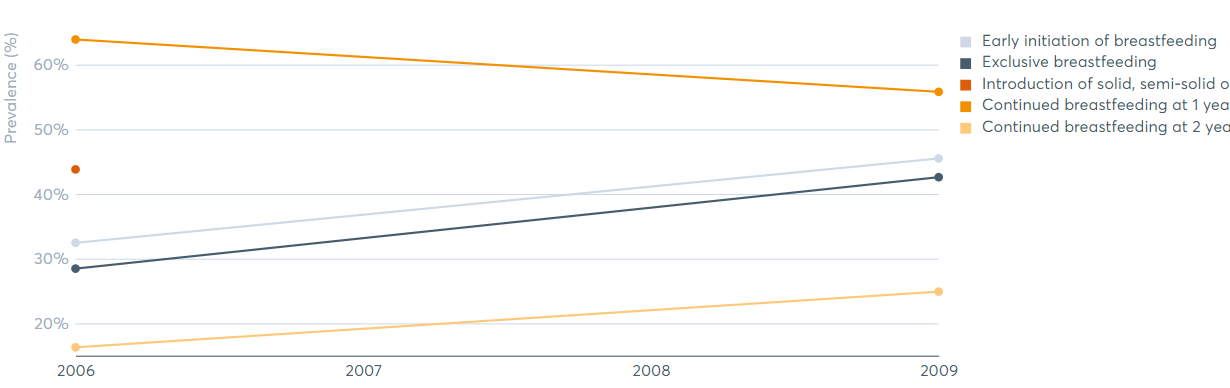 Prevalence (%)
60%
50%
40%
30%
20%
2006 2007 2008 2009
Early initiation of breastfeeding
Exclusive breastfeeding
Introduction of solid, semi-solid
Continued breastfeeding at 1
Continued breastfeeding at 2